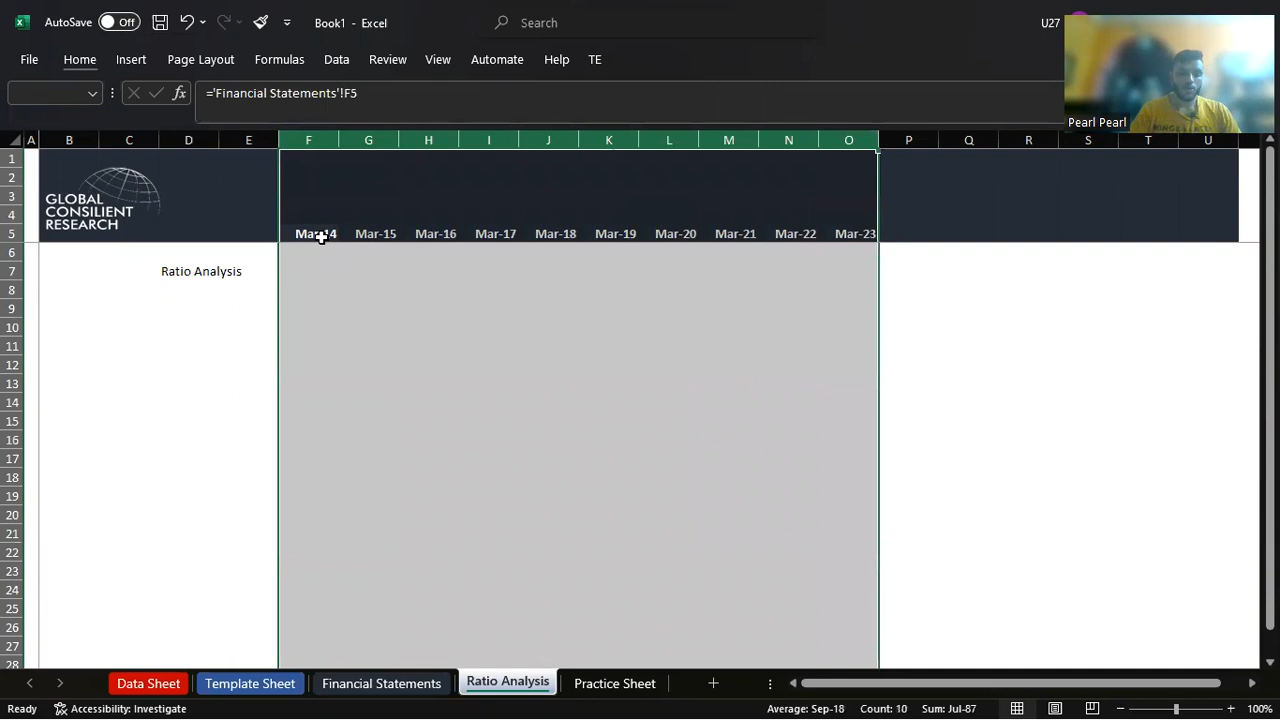 AutoSave Off Book1 - Excel Search U27
File Home Insert Page Layout Formulas Data Review View Automate Help TE
fx ='Financial Statements'!F5
Pearl Pearl
A B C D E F G H I J K L M N O P Q R S T U
1
2
3
4
5
6
7
8
9
10
11
12
13
14
15
16
17
18
19
20
21
22
23
24
25
26
27
28
GLOBAL
CONSILIENT
RESEARCH
Mar-14 Mar-15 Mar-16 Mar-17 Mar-18 Mar-19 Mar-20 Mar-21 Mar-22 Mar-23
Ratio Analysis
Data Sheet Template Sheet Financial Statements Ratio Analysis Practice Sheet
Ready Accessibility: Investigate Average: Sep-18 Count: 10 Sum: Jul-87 100%